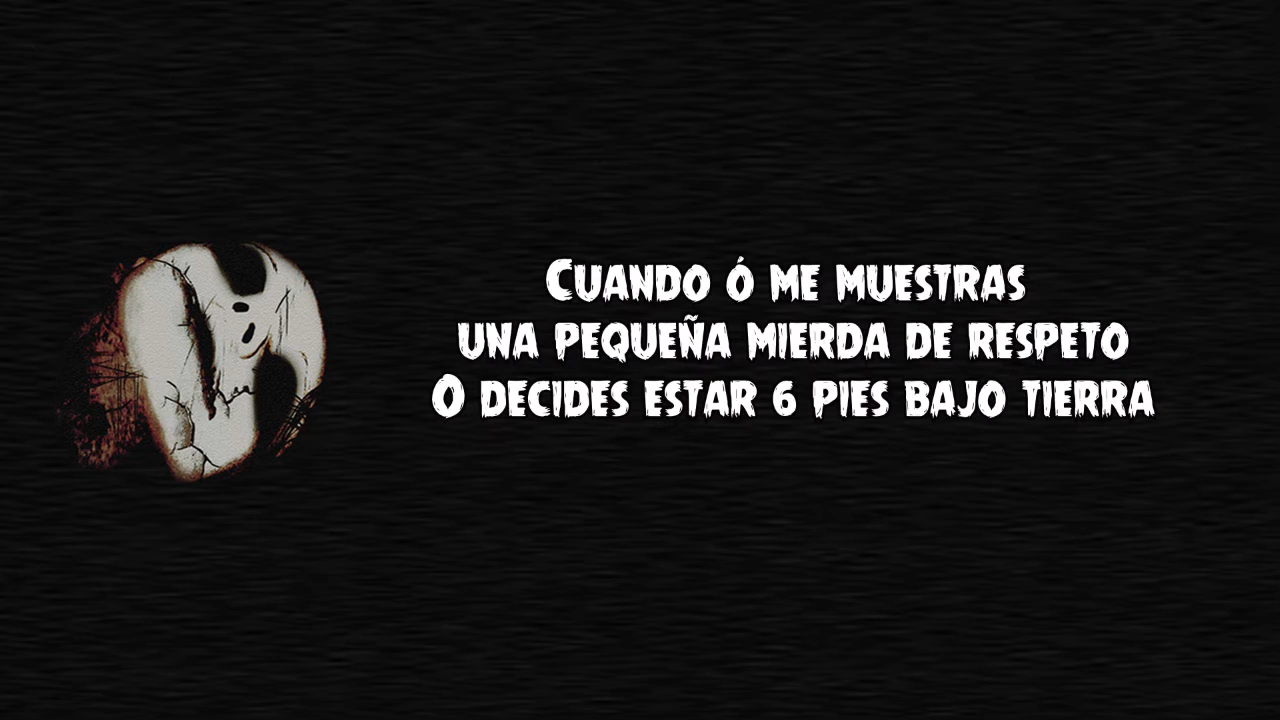 Cuando ó me muestras
una pequeña mierda de respeto
O decides estar 6 pies bajo tierra